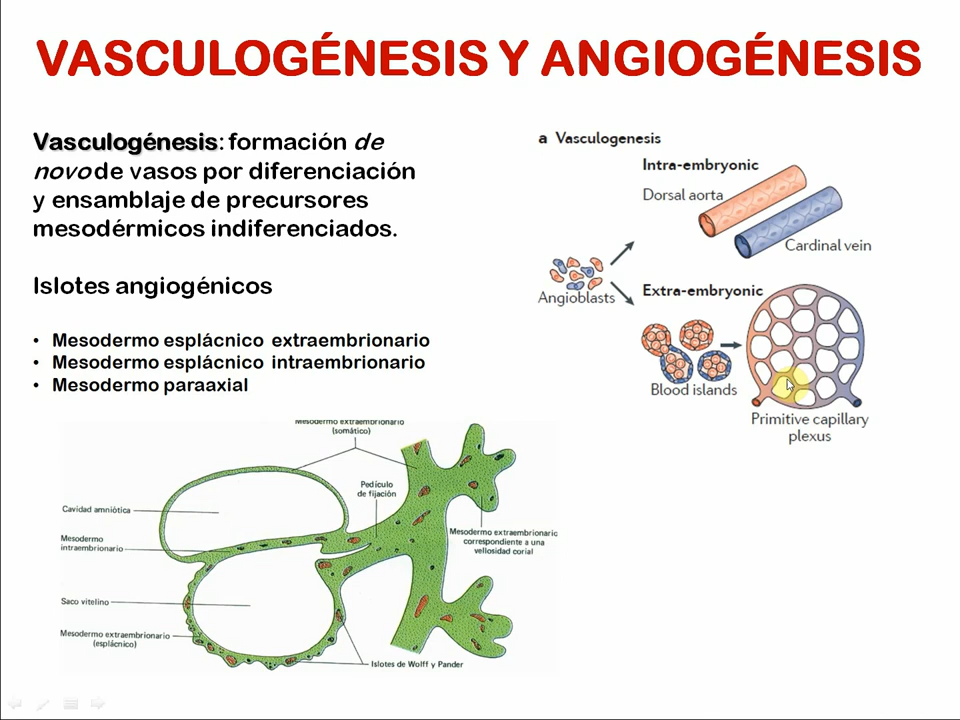 VASCULOGÉNESIS Y ANGIOGÉNESIS
Vasculogénesis: formación de
novo de vasos por diferenciación
y ensamblaje de precursores
mesodérmicos indiferenciados.
Islotes angiogénicos
• Mesodermo esplácnico extraembrionario
• Mesodermo esplácnico intraembrionario
• Mesodermo paraaxial
a Vasculogenesis
Intra-embryonic
Dorsal aorta
Cardinal vein
Angioblasts
Extra-embryonic
Blood islands
Primitive capillary
plexus
Mesodermo extraembrionario
(somático)
Pedículo
de fijación
Cavidad amniótica
Mesodermo
intraembrionario
Mesodermo extraembrionario
correspondiente a una
vellosidad corial
Saco vitelino
Mesodermo extraembrionario
(esplácnico)
Islotes de Wolff y Pander